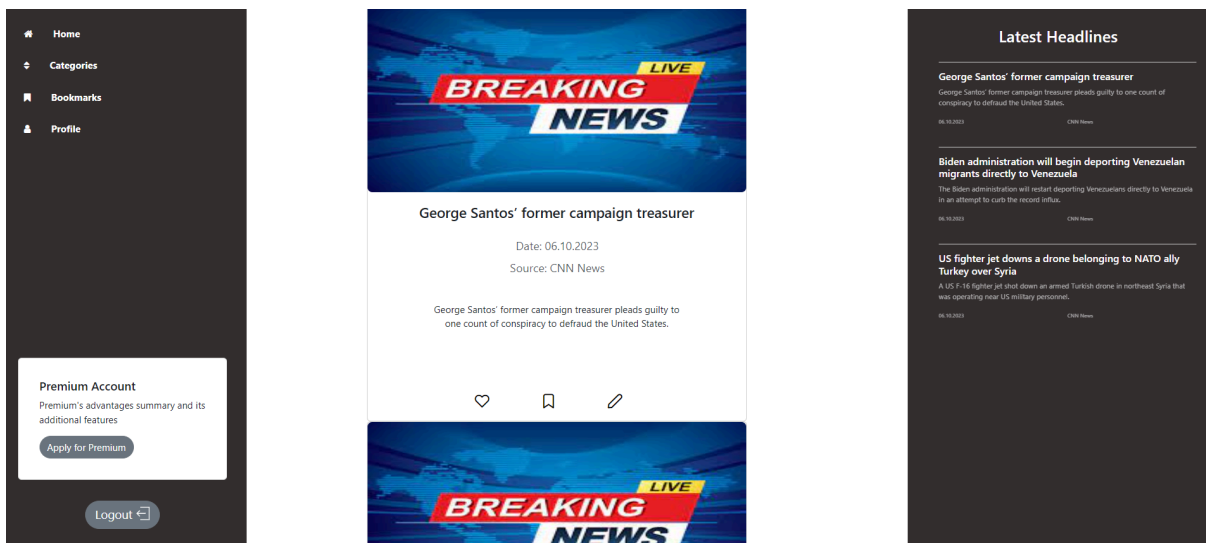 Home
Categories
Bookmarks
Profile
Premium Account
Premium's advantages summary and its
additional features
Apply for Premium
Logout
LIVE
BREAKING
NEWS
George Santos’ former campaign treasurer
Date: 06.10.2023
Source: CNN News
George Santos’ former campaign treasurer pleads guilty to
one count of conspiracy to defraud the United States.
LIVE
BREAKING
NEWS
Latest Headlines
George Santos’ former campaign treasurer
George Santos’ former campaign treasurer pleads guilty to one count of
conspiracy to defraud the United States.
06.10.2023 CNN News
Biden administration will begin deporting Venezuelan
migrants directly to Venezuela
The Biden administration will restart deporting Venezuelans directly to Venezuela
in an attempt to curb the record influx.
06.10.2023 CNN News
US fighter jet downs a drone belonging to NATO ally
Turkey over Syria
A US F-16 fighter jet shot down an armed Turkish drone in northeast Syria that
was operating near US military personnel.
06.10.2023 CNN News